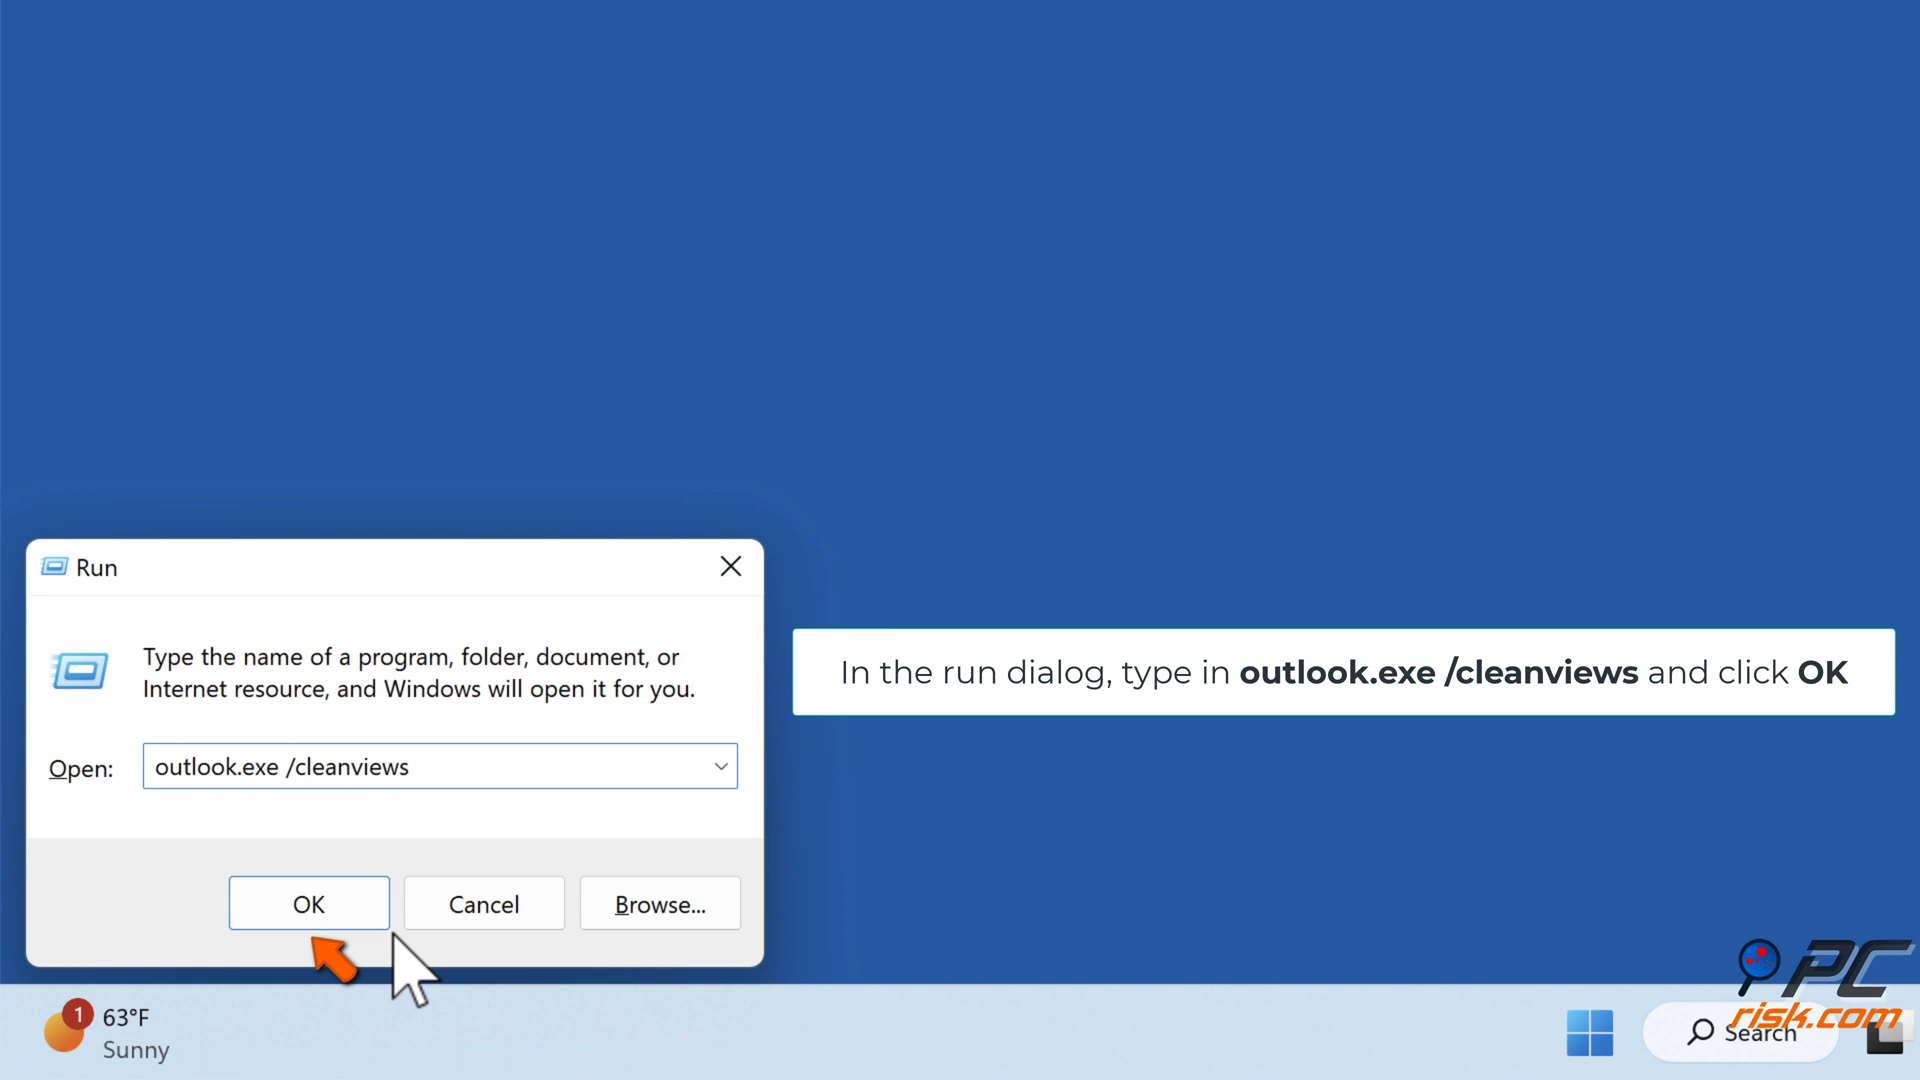 Run
Type the name of a program, folder, document, or
Internet resource, and Windows will open it for you.
In the run dialog, type in outlook.exe /cleanviews and click OK
Open:
outlook.exe /cleanviews
OK
Cancel
Browse...
PC
risk.com
1
63°F
Sunny
Search